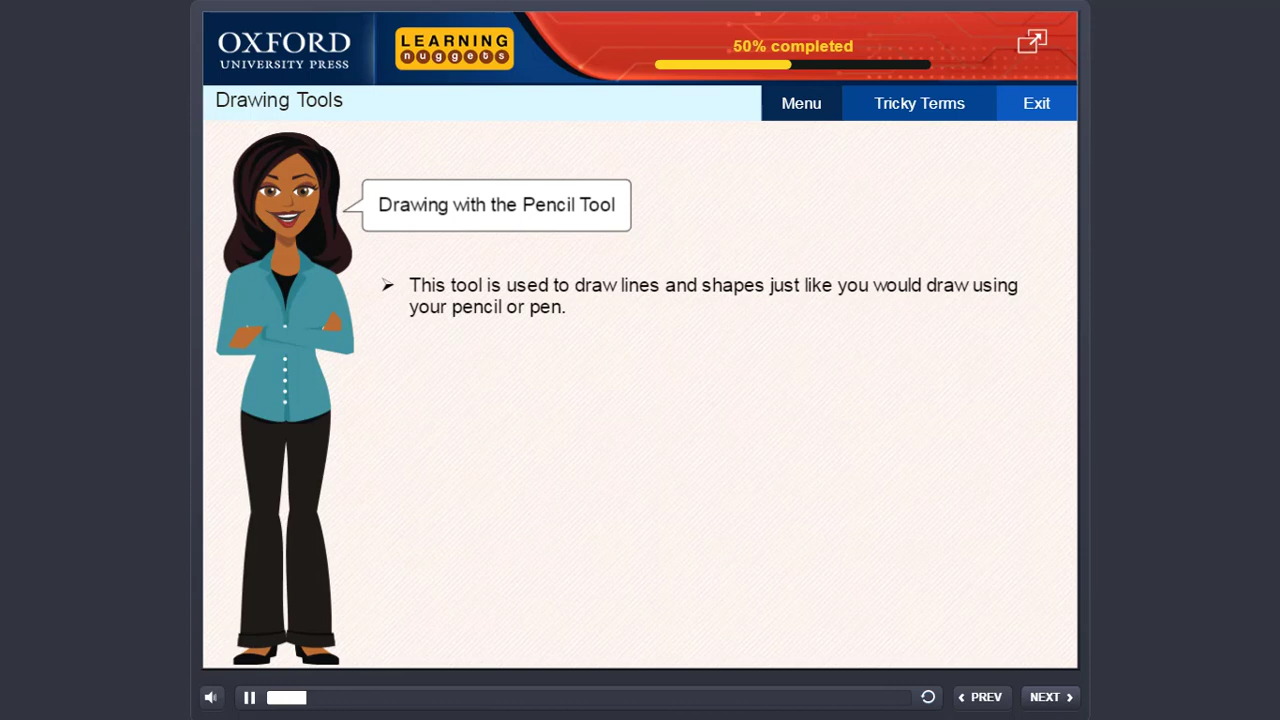 OXFORD
UNIVERSITY PRESS
LEARNING
nuggets
50% completed
Drawing Tools
Menu
Tricky Terms
Exit
Drawing with the Pencil Tool
➢ This tool is used to draw lines and shapes just like you would draw using
your pencil or pen.
PREV
NEXT